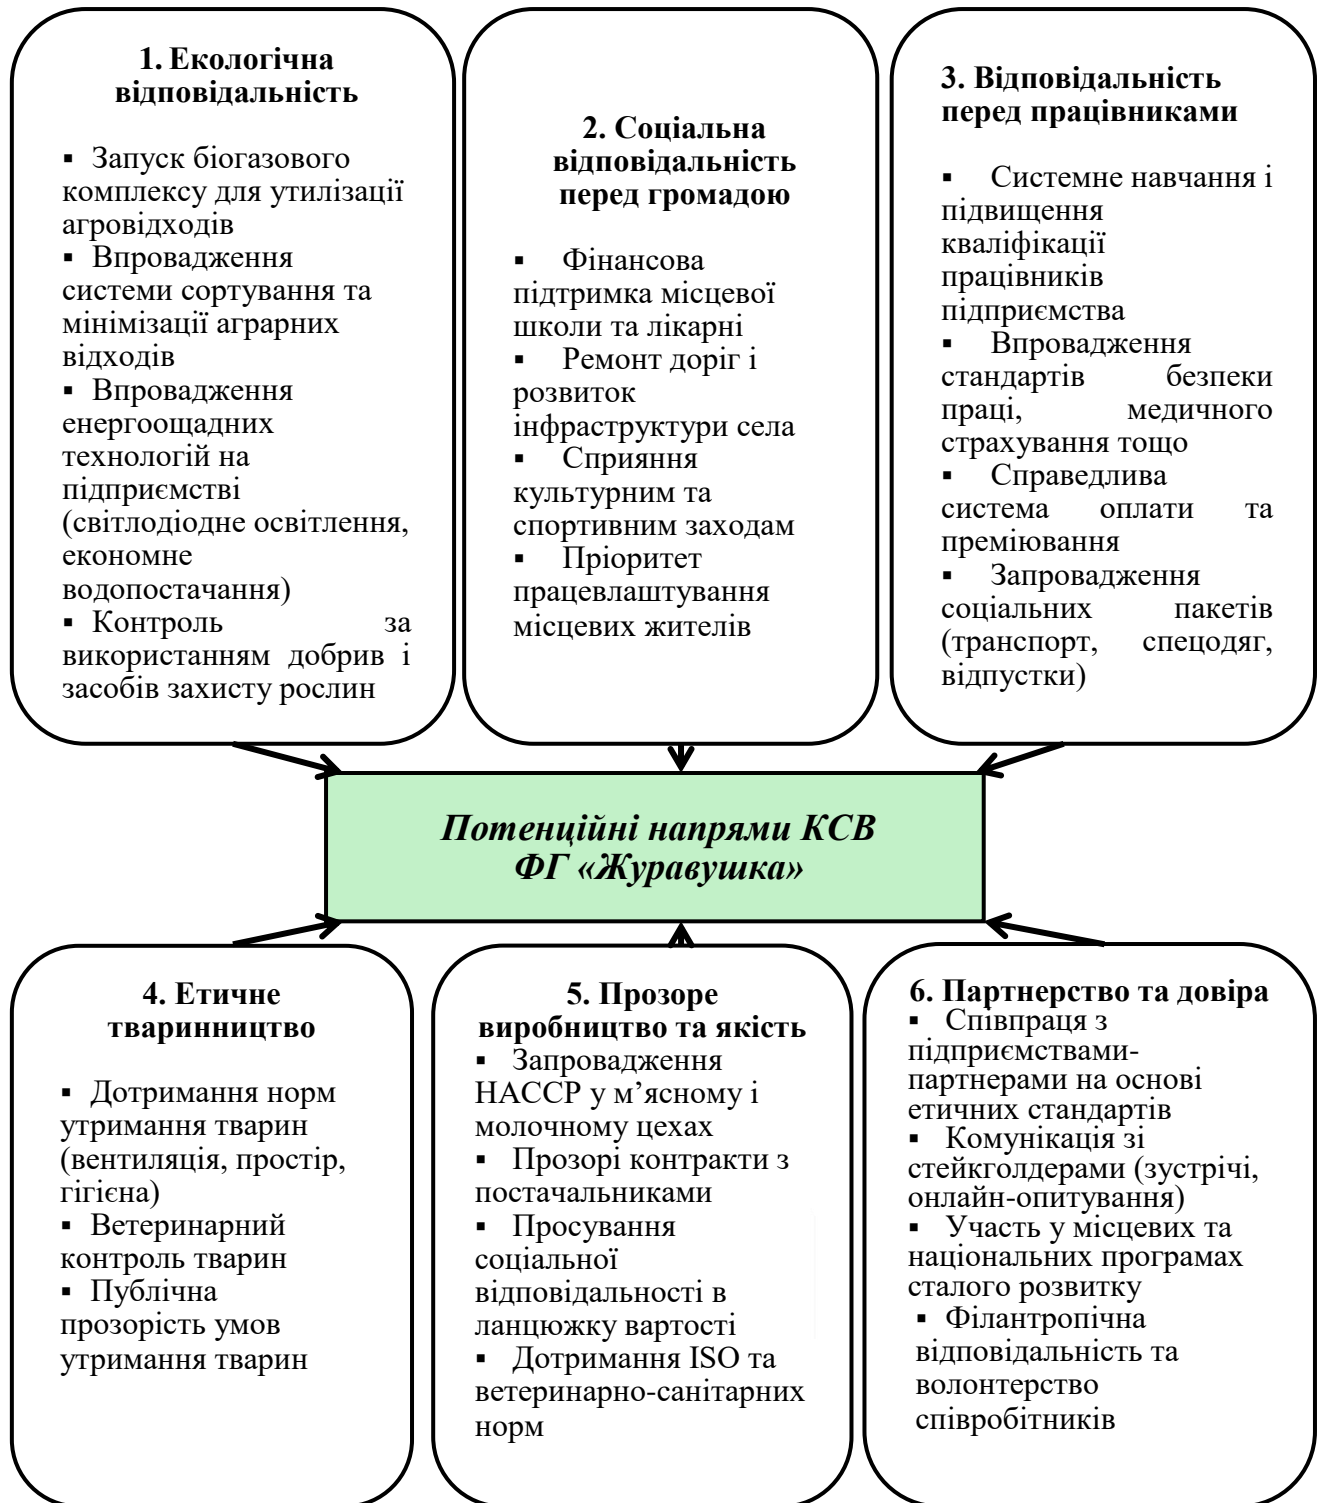 1. Екологічна
відповідальність
▪ Запуск біогазового
комплексу для утилізації
агровідходів
▪ Впровадження
системи сортування та
мінімізації аграрних
відходів
▪ Впровадження
енергоощадних
технологій на
підприємстві
(світлодіодне освітлення,
економне
водопостачання)
▪ Контроль за
використанням добрив і
засобів захисту рослин
2. Соціальна
відповідальність
перед громадою
▪ Фінансова
підтримка місцевої
школи та лікарні
▪ Ремонт доріг і
розвиток
інфраструктури села
▪ Сприяння
культурним та
спортивним заходам
▪ Пріоритет
працевлаштування
місцевих жителів
3. Відповідальність
перед працівниками
▪ Системне навчання і
підвищення
кваліфікації
працівників
підприємства
▪ Впровадження
стандартів безпеки
праці, медичного
страхування тощо
▪ Справедлива
система оплати та
преміювання
▪ Запровадження
соціальних пакетів
(транспорт, спецодяг,
відпустки)
Потенційні напрями КСВ
ФГ «Журавушка»
4. Етичне
тваринництво
▪ Дотримання норм
утримання тварин
(вентиляція, простір,
гігієна)
▪ Ветеринарний
контроль тварин
▪ Публічна
прозорість умов
утримання тварин
5. Прозоре
виробництво та якість
▪ Запровадження
НАССР у м’ясному і
молочному цехах
▪ Прозорі контракти з
постачальниками
▪ Просування
соціальної
відповідальності в
ланцюжку вартості
▪ Дотримання ISO та
ветеринарно-санітарних
норм
6. Партнерство та довіра
▪ Співпраця з
підприємствами-
партнерами на основі
етичних стандартів
▪ Комунікація зі
стейкголдерами (зустрічі,
онлайн-опитування)
▪ Участь у місцевих та
національних програмах
сталого розвитку
▪ Філантропічна
відповідальність та
волонтерство
співробітників